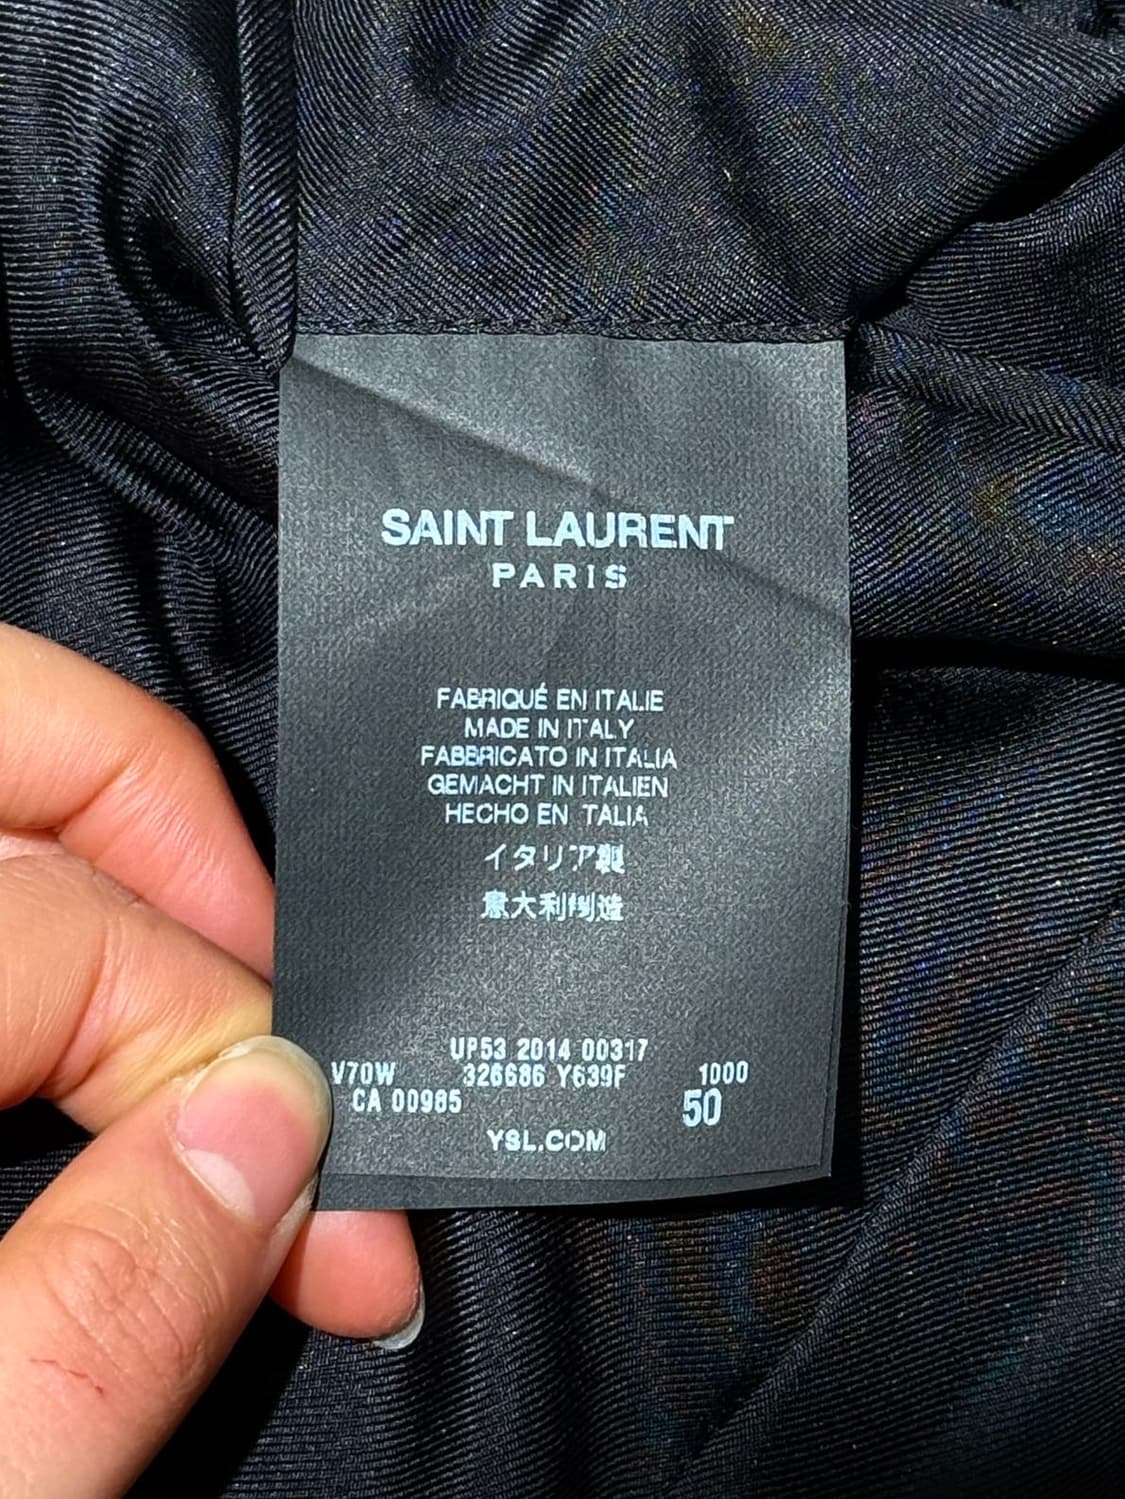 SAINT LAURENT
PARIS
FABRIQUÉ EN ITALIE
MADE IN ITALY
FABBRICATO IN ITALIA
GEMACHT IN ITALIEN
HECHO EN TALIA
イタリア製
意大利制造
UP53 2014 00317
V70W 326686 Y639F 1000
CA 00985 50
YSL.COM